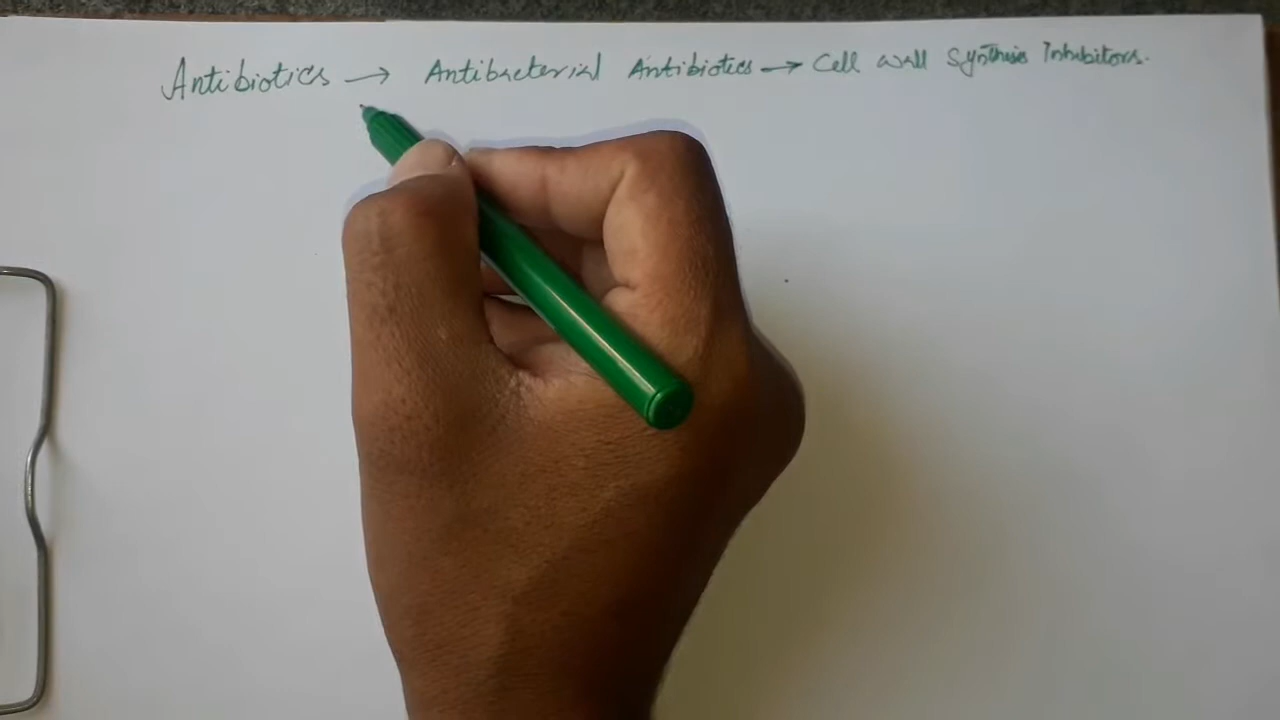 Antibiotics → Antibacterial Antibiotics → Cell wall Synthesis Inhibitors.